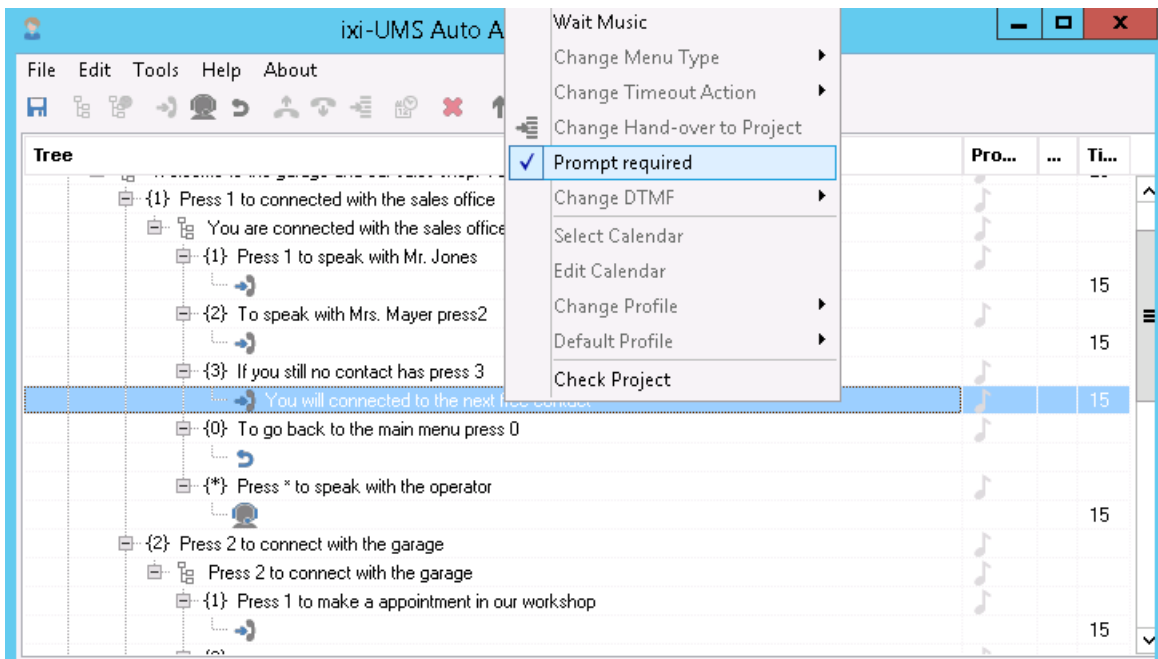 ixi-UMS Auto A
File Edit Tools Help About
Wait Music
Change Menu Type
Change Timeout Action
Change Hand-over to Project
Prompt required
Change DTMF
Select Calendar
Edit Calendar
Change Profile
Default Profile
Check Project
Tree Pro... ... Ti...
{1} Press 1 to connected with the sales office
You are connected with the sales office
{1} Press 1 to speak with Mr. Jones
15
{2} To speak with Mrs. Mayer press2
15
{3} If you still no contact has press 3
You will connected to the next free contact 15
{0} To go back to the main menu press 0
{*} Press * to speak with the operator
15
{2} Press 2 to connect with the garage
Press 2 to connect with the garage
{1} Press 1 to make a appointment in our workshop
15